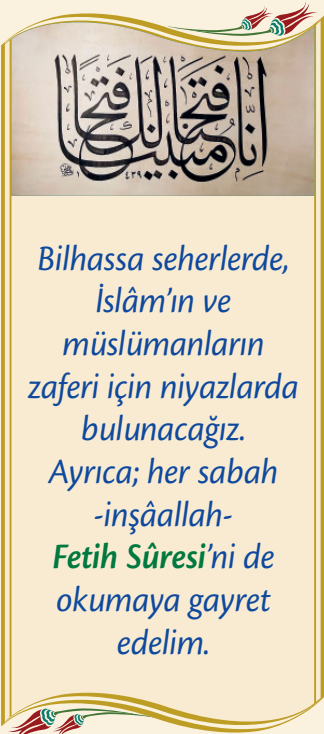 إنا فتحنا لك فتحا مبينا
١٤٣٩
Bilhassa seherlerde,
İslâm’ın ve
müslümanların
zaferi için niyazlarda
bulunacağız.
Ayrıca; her sabah
-inşâallah-
Fetih Sûresi’ni de
okumaya gayret
edelim.